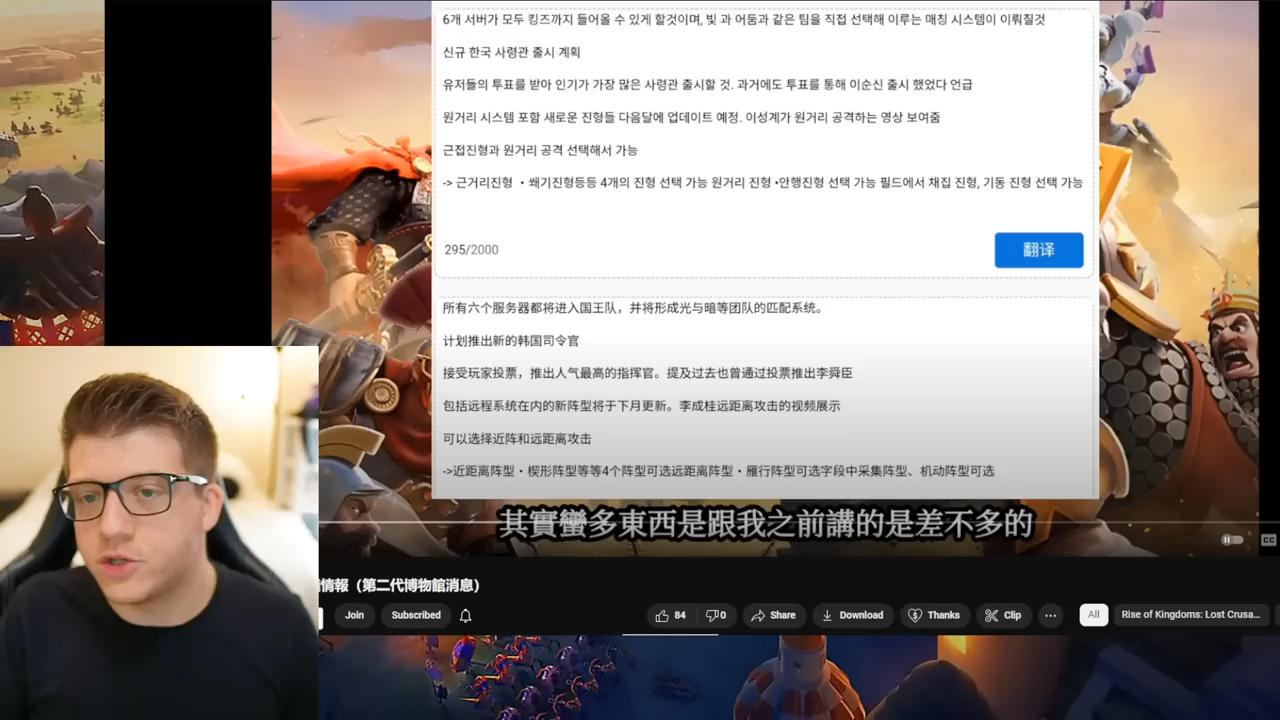 6개 서버가 모두 킹즈까지 들어올 수 있게 할것이며, 빛 과 어둠과 같은 팀을 직접 선택해 이루는 매칭 시스템이 이뤄질것
신규 한국 사령관 출시 계획
유저들의 투표를 받아 인기가 가장 많은 사령관 출시할 것. 과거에도 투표를 통해 이순신 출시 했었다 언급
원거리 시스템 포함 새로운 진형들 다음달에 업데이트 예정. 이성계가 원거리 공격하는 영상 보여줌
근접진형과 원거리 공격 선택해서 가능
-> 근거리진형 ・쐐기진형등등 4개의 진형 선택 가능 원거리 진형 •안행진형 선택 가능 필드에서 채집 진형, 기동 진형 선택 가능
295/2000
翻译
所有六个服务器都将进入国王队，并将形成光与暗等团队的匹配系统。
计划推出新的韩国司令官
接受玩家投票，推出人气最高的指挥官。提及过去也曾通过投票推出李舜臣
包括远程系统在内的新阵型将于下月更新。李成桂远距离攻击的视频展示
可以选择近阵和远距离攻击
->近距离阵型・楔形阵型等等4个阵型可选远距离阵型・雁行阵型可选字段中采集阵型、机动阵型可选
其實蠻多東西是跟我之前講的是差不多的
CC
情報（第二代博物館消息）
Join Subscribed 84 0 Share Download Thanks Clip ... All Rise of Kingdoms: Lost Crusa...